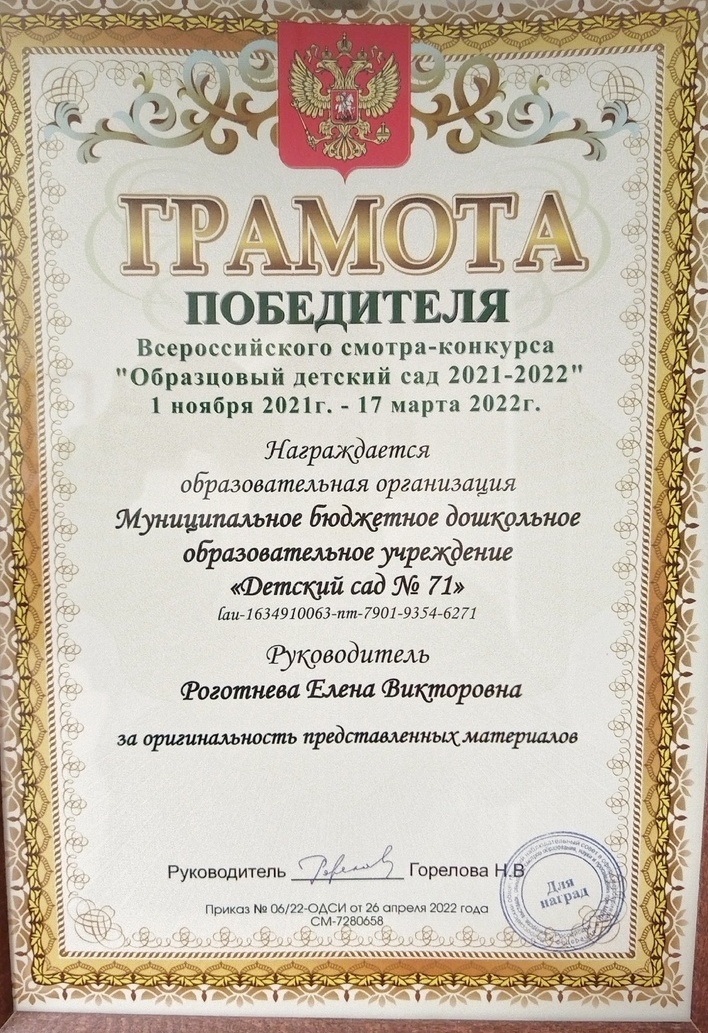 ГРАМОТА
ПОБЕДИТЕЛЯ
Всероссийского смотра-конкурса
"Образцовый детский сад 2021-2022"
1 ноября 2021г. - 17 марта 2022г.
Награждается
образовательная организация
Муниципальное бюджетное дошкольное
образовательное учреждение
«Детский сад № 71»
lau-1634910063-nm-7901-9354-6271
Руководитель
Роготнева Елена Викторовна
за оригинальность представленных материалов
Руководитель Горелова Н.В
Для
наград
Приказ № 06/22-ОДСИ от 26 апреля 2022 года
СМ-7280658